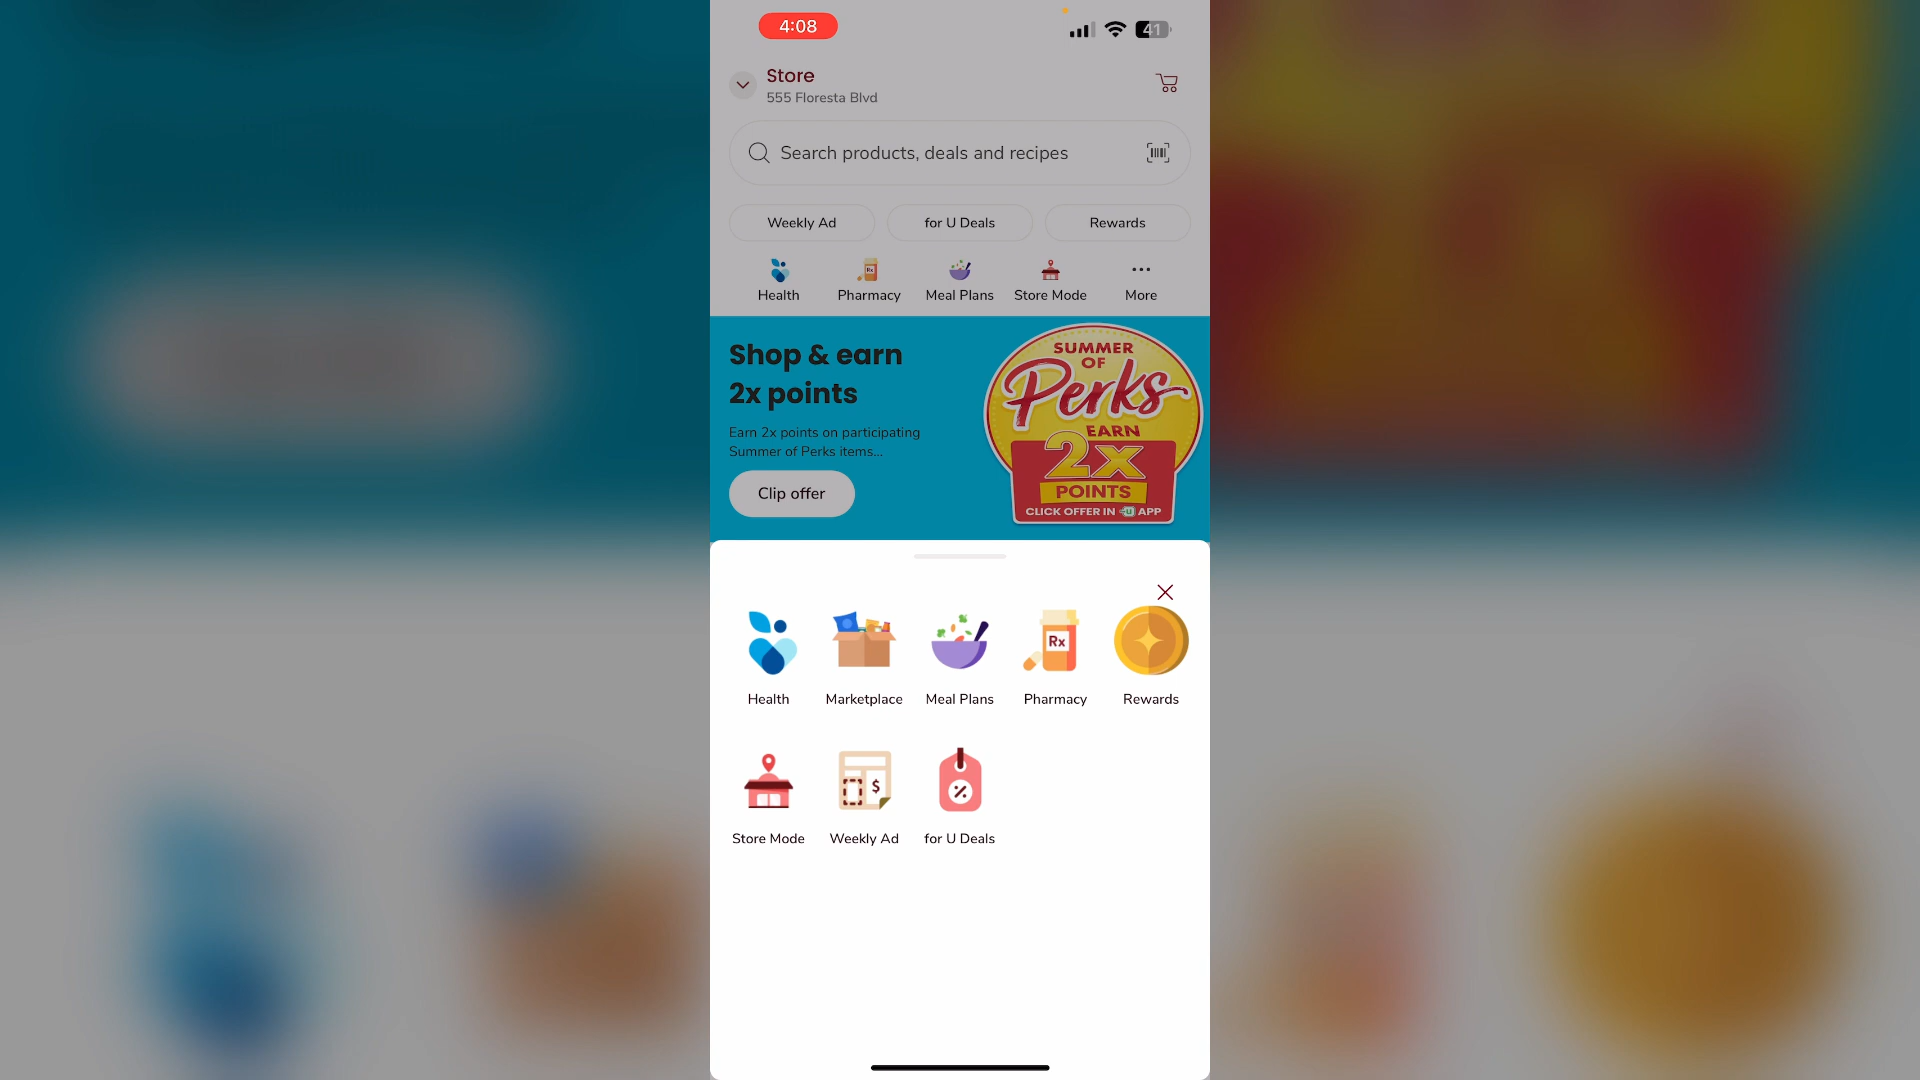 4:08
41
Store
555 Floresta Blvd
Search products, deals and recipes
Weekly Ad
for U Deals
Rewards
Health
Pharmacy
Meal Plans
Store Mode
More
Shop & earn
2x points
Earn 2x points on participating
Summer of Perks items...
Clip offer
SUMMER
OF
Perks
EARN
2x
POINTS
CLICK OFFER IN U APP
Health
Marketplace
Meal Plans
Rx
Pharmacy
Rewards
Store Mode
Weekly Ad
for U Deals